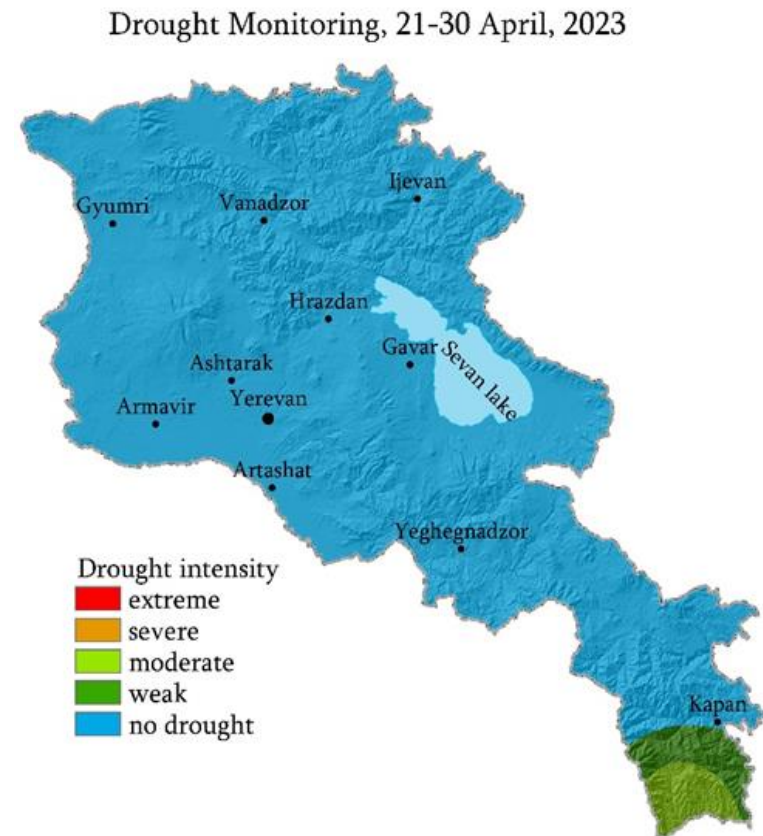 Drought Monitoring, 21-30 April, 2023
Ijevan
Gyumri
Vanadzor
Hrazdan
Gavar
Sevan lake
Ashtarak
Yerevan
Armavir
Artashat
Yeghegnadzor
Drought intensity
extreme
severe
moderate
weak
no drought
Kapan